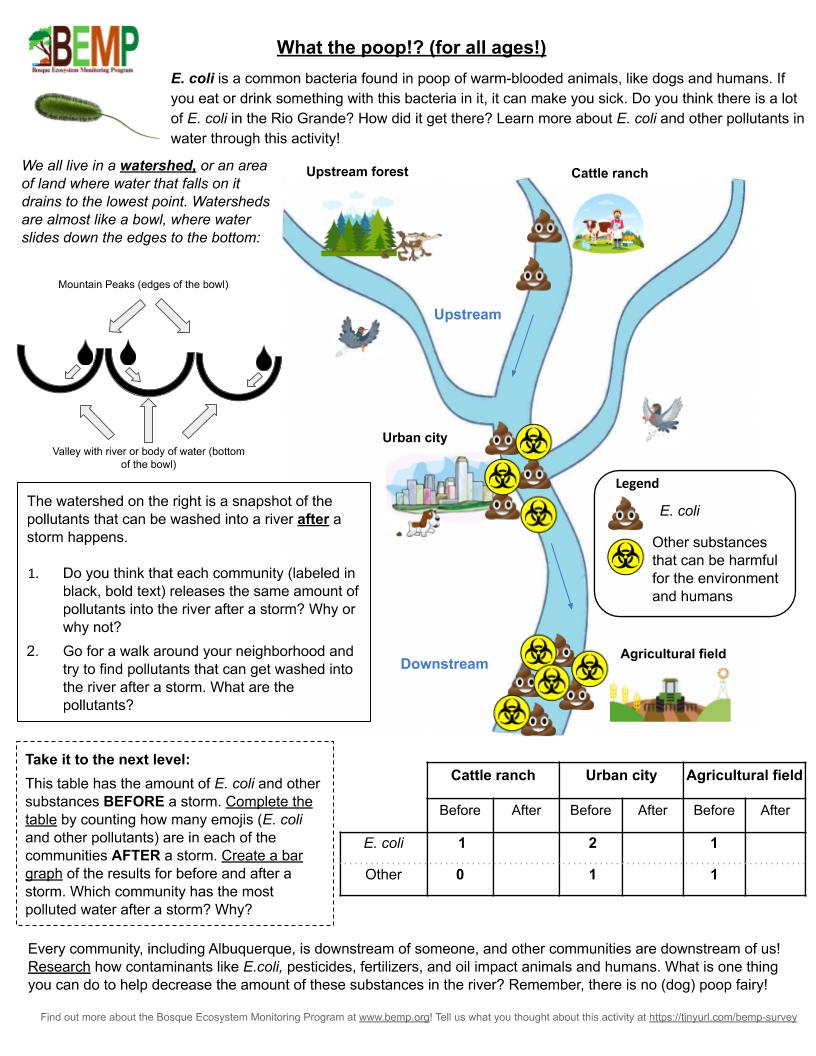 BEMP
Bosque Ecosystem Monitoring Program
What the poop!? (for all ages!)
E. coli is a common bacteria found in poop of warm-blooded animals, like dogs and humans. If
you eat or drink something with this bacteria in it, it can make you sick. Do you think there is a lot
of E. coli in the Rio Grande? How did it get there? Learn more about E. coli and other pollutants in
water through this activity!
We all live in a watershed, or an area
of land where water that falls on it
drains to the lowest point. Watersheds
are almost like a bowl, where water
slides down the edges to the bottom:
Mountain Peaks (edges of the bowl)
Valley with river or body of water (bottom
of the bowl)
Upstream forest
Cattle ranch
Upstream
Urban city
Legend
E. coli
Other substances
that can be harmful
for the environment
and humans
Downstream
Agricultural field
The watershed on the right is a snapshot of the
pollutants that can be washed into a river after a
storm happens.
1. Do you think that each community (labeled in
black, bold text) releases the same amount of
pollutants into the river after a storm? Why or
why not?
2. Go for a walk around your neighborhood and
try to find pollutants that can get washed into
the river after a storm. What are the
pollutants?
Take it to the next level:
This table has the amount of E. coli and other
substances BEFORE a storm. Complete the
table by counting how many emojis (E. coli
and other pollutants) are in each of the
communities AFTER a storm. Create a bar
graph of the results for before and after a
storm. Which community has the most
polluted water after a storm? Why?
Cattle ranch Urban city Agricultural field
Before After Before After Before After
E. coli 1 2 1
Other 0 1 1
Every community, including Albuquerque, is downstream of someone, and other communities are downstream of us!
Research how contaminants like E.coli, pesticides, fertilizers, and oil impact animals and humans. What is one thing
you can do to help decrease the amount of these substances in the river? Remember, there is no (dog) poop fairy!
Find out more about the Bosque Ecosystem Monitoring Program at www.bemp.org! Tell us what you thought about this activity at https://tinyurl.com/bemp-survey